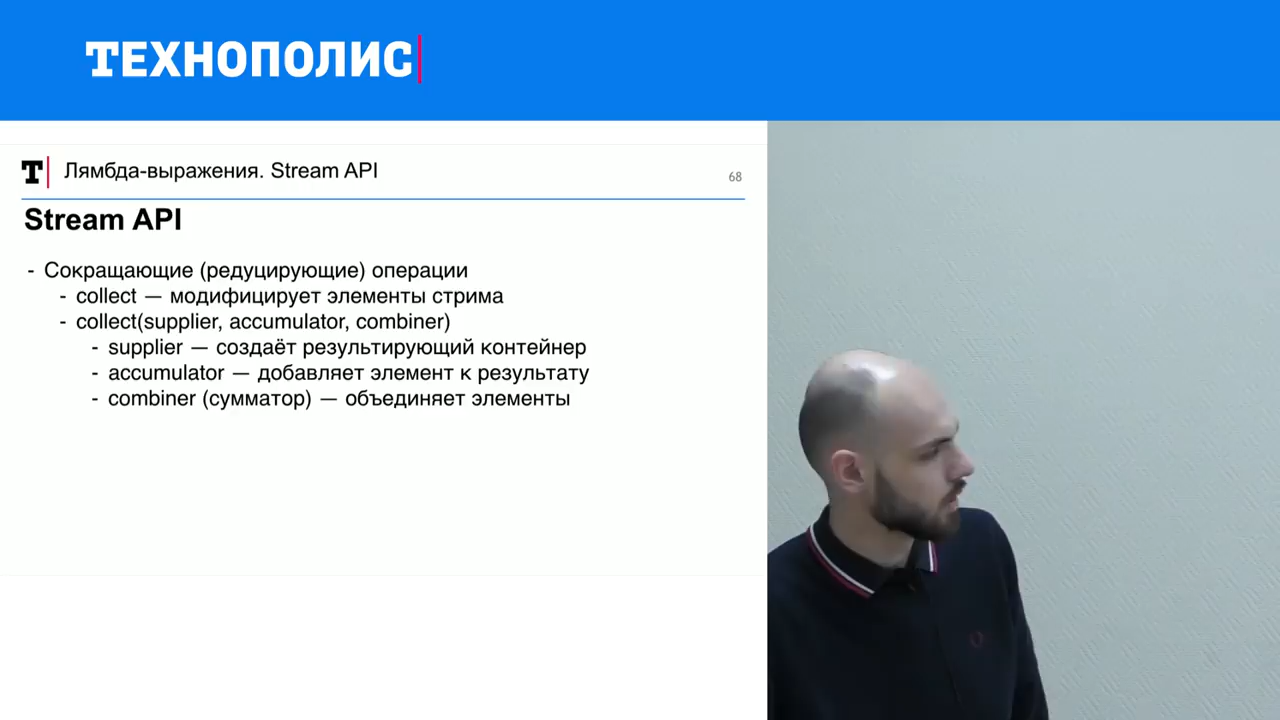 ТЕХНОПОЛИС
Т Лямбда-выражения. Stream API
68
Stream API
- Сокращающие (редуцирующие) операции
- collect — модифицирует элементы стрима
- collect(supplier, accumulator, combiner)
- supplier — создаёт результирующий контейнер
- accumulator — добавляет элемент к результату
- combiner (сумматор) — объединяет элементы